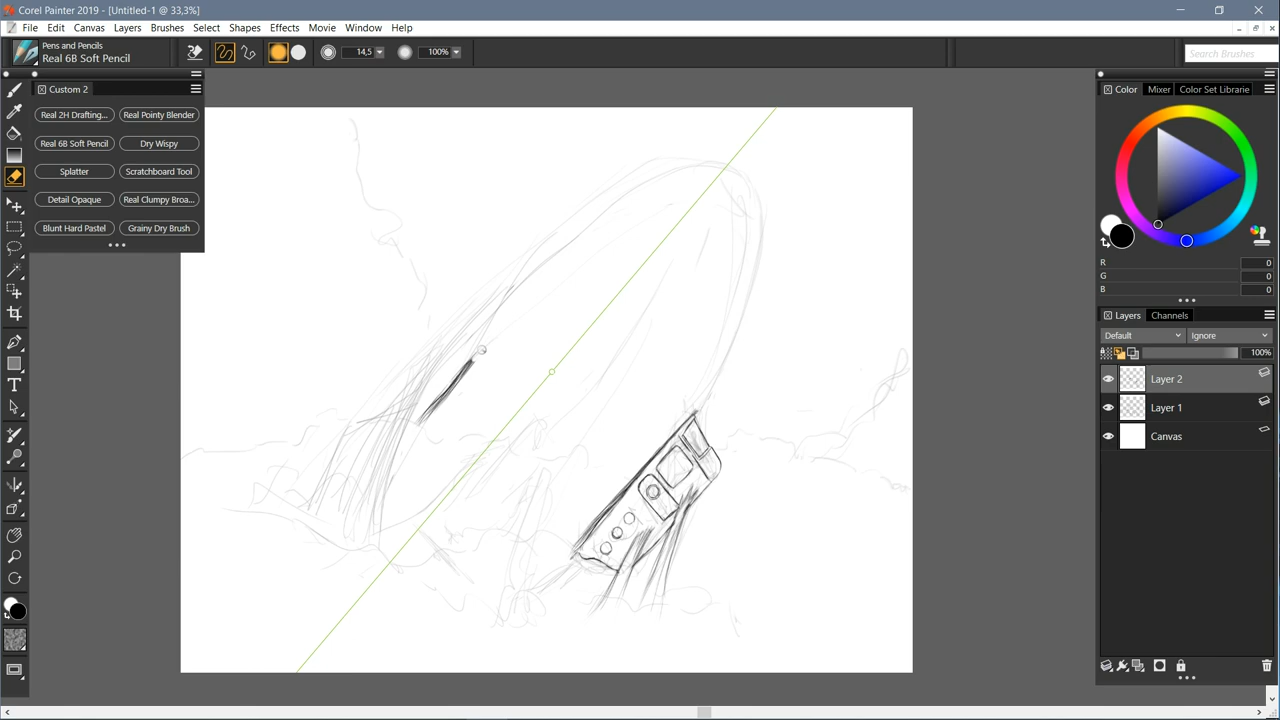 Corel Painter 2019 - [Untitled-1 @ 33,3%]
File Edit Canvas Layers Brushes Select Shapes Effects Movie Window Help
Pens and Pencils
Real 6B Soft Pencil
14,5
100%
Search Brushes
Custom 2
Real 2H Drafting... Real Pointy Blender
Real 6B Soft Pencil Dry Wispy
Splatter Scratchboard Tool
Detail Opaque Real Clumpy Broa...
Blunt Hard Pastel Grainy Dry Brush
Color Mixer Color Set Librarie
R 0
G 0
B 0
Layers Channels
Default Ignore
100%
Layer 2
Layer 1
Canvas